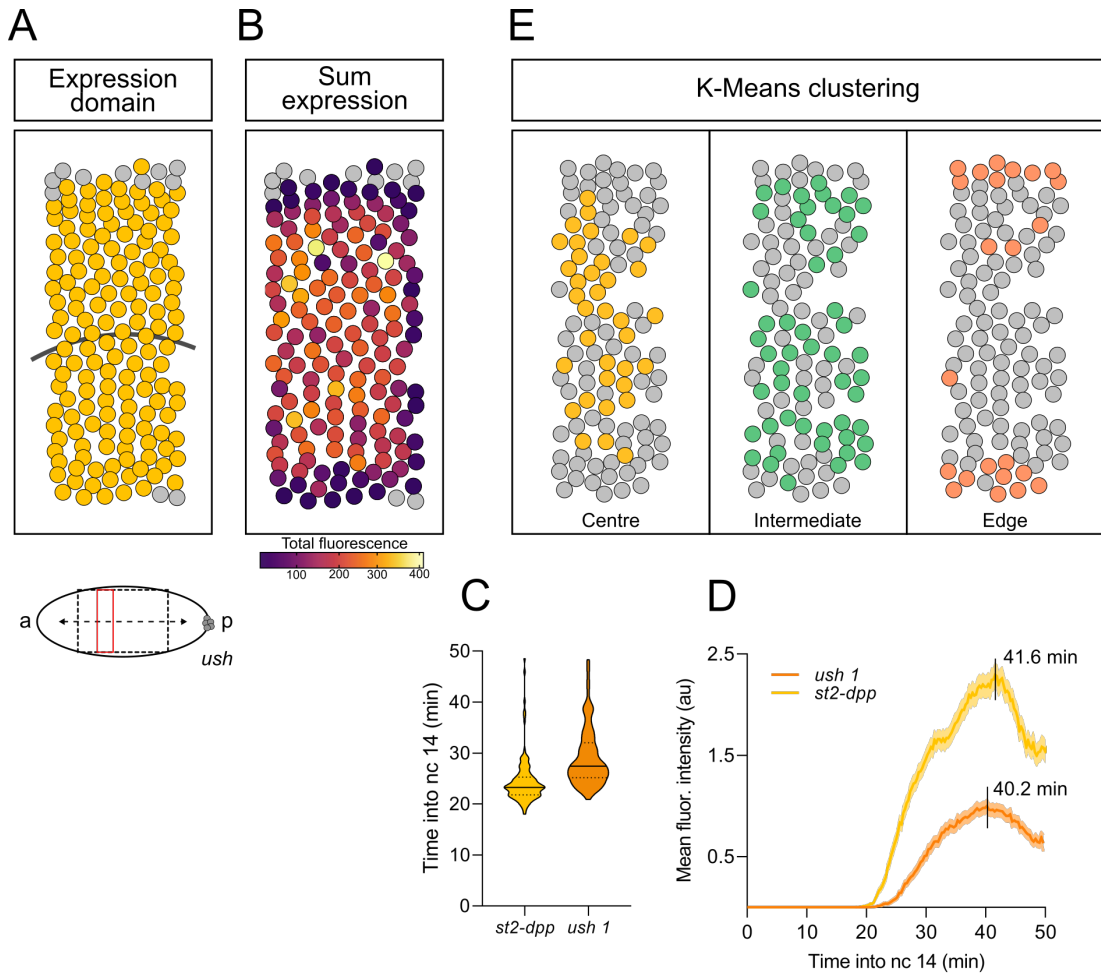 A
Expression
domain
B
Sum
expression
E
K-Means clustering
Centre
Intermediate
Edge
Total fluorescence
100 200 300 400
a
p
ush
C
Time into nc 14 (min)
50
40
30
20
10
0
st2-dpp
ush 1
D
Mean fluor. intensity (au)
2.5
1.5
0.5
ush 1
st2-dpp
41.6 min
40.2 min
0 10 20 30 40 50
Time into nc 14 (min)